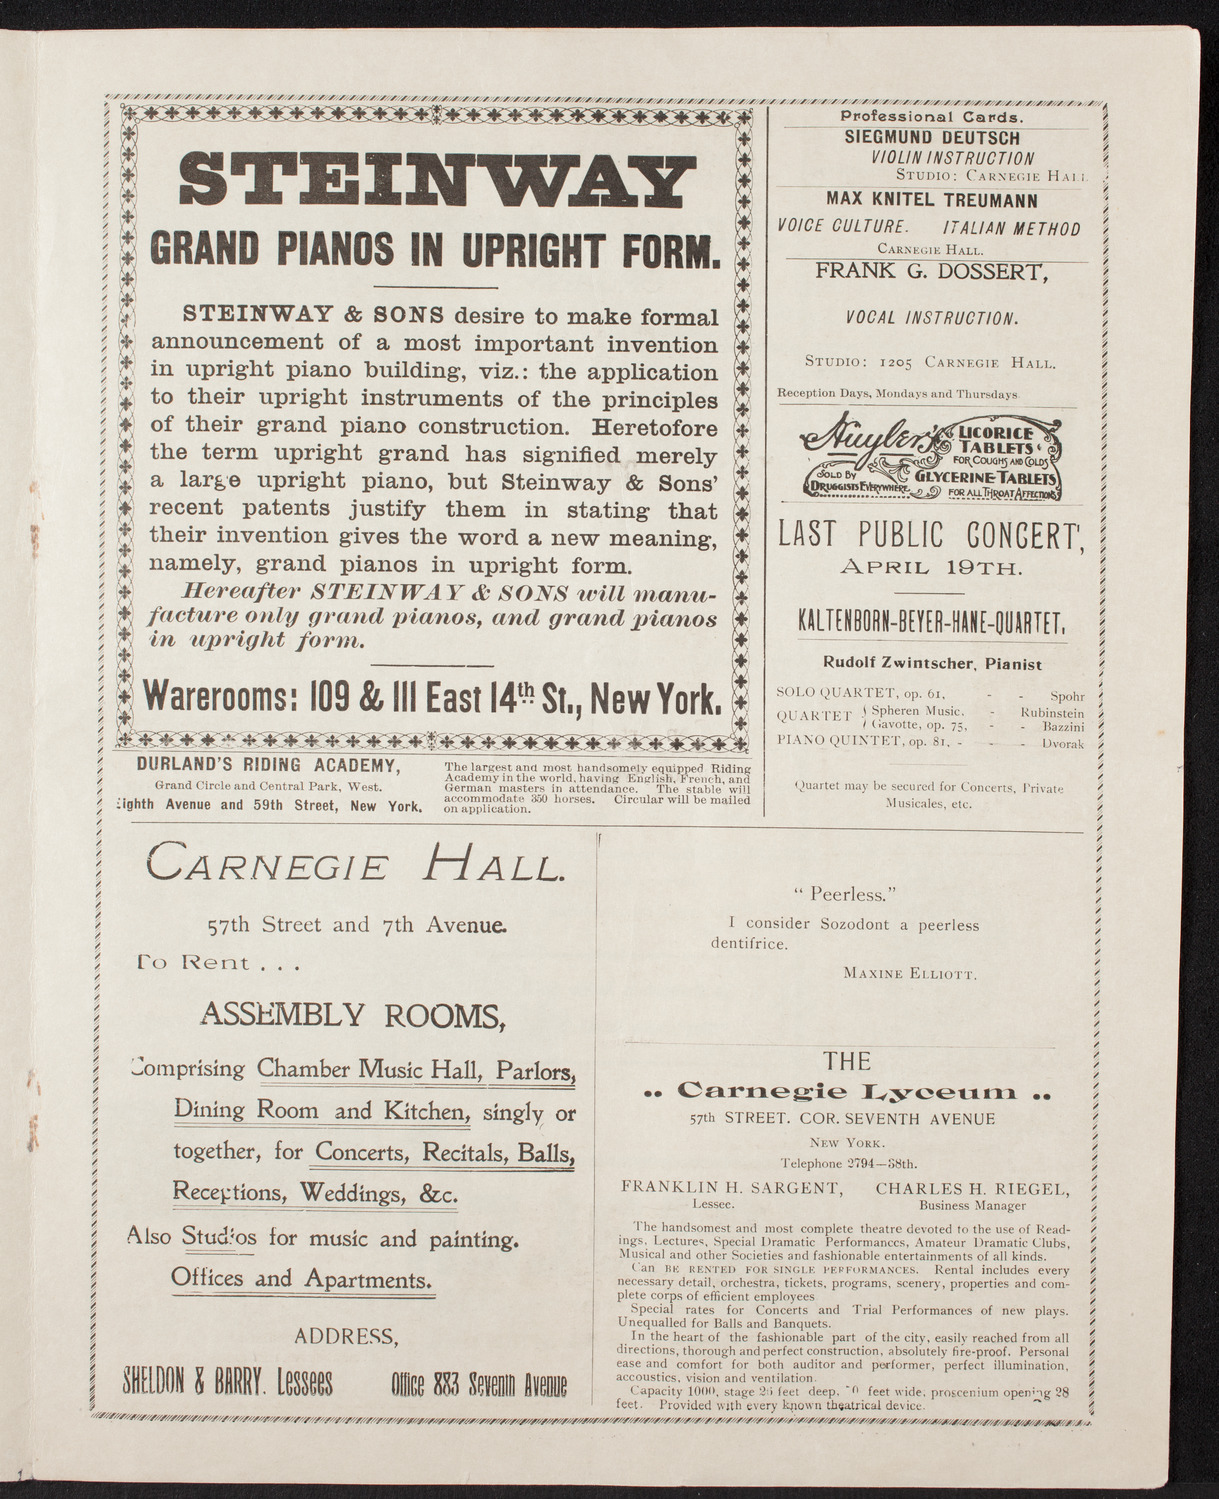 STEINWAY
GRAND PIANOS IN UPRIGHT FORM.
STEINWAY & SONS desire to make formal
announcement of a most important invention
in upright piano building, viz.: the application
to their upright instruments of the principles
of their grand piano construction. Heretofore
the term upright grand has signified merely
a large upright piano, but Steinway & Sons'
recent patents justify them in stating that
their invention gives the word a new meaning,
namely, grand pianos in upright form.
Hereafter STEINWAY & SONS will manu-
facture only grand pianos, and grand pianos
in upright form.
Warerooms: 109 & 111 East 14th St., New York.
DURLAND'S RIDING ACADEMY,
Grand Circle and Central Park, West.
Eighth Avenue and 59th Street, New York.
The largest and most handsomely equipped Riding
Academy in the world, having English, French, and
German masters in attendance. The stable will
accommodate 350 horses. Circular will be mailed
on application.
Professional Cards.
SIEGMUND DEUTSCH
VIOLIN INSTRUCTION
STUDIO: CARNEGIE HALL
MAX KNITEL TREUMANN
VOICE CULTURE. ITALIAN METHOD
CARNEGIE HALL.
FRANK G. DOSSERT,
VOCAL INSTRUCTION.
STUDIO: 1205 CARNEGIE HALL.
Reception Days, Mondays and Thursdays
Huyler's LICORICE
TABLETS
FOR COUGHS AND COLDS
SOLD BY
DRUGGISTS EVERYWHERE.
GLYCERINE TABLETS
FOR ALL THROAT AFFECTIONS
LAST PUBLIC CONCERT,
APRIL 19TH.
KALTENBORN-BEYER-HANE-QUARTET,
Rudolf Zwintscher, Pianist
SOLO QUARTET, op. 61, - - Spohr
QUARTET { Spheren Music, - Rubinstein
{ Gavotte, op. 75, - - Bazzini
PIANO QUINTET, op. 81, - - - Dvorak
Quartet may be secured for Concerts, Private
Musicales, etc.
CARNEGIE HALL.
57th Street and 7th Avenue.
To Rent . . .
ASSEMBLY ROOMS,
Comprising Chamber Music Hall, Parlors,
Dining Room and Kitchen, singly or
together, for Concerts, Recitals, Balls,
Receptions, Weddings, &c.
Also Studios for music and painting.
Offices and Apartments.
ADDRESS,
SHELDON & BARRY. Lessees Office 883 Seventh Avenue
" Peerless."
I consider Sozodont a peerless
dentifrice.
MAXINE ELLIOTT.
THE
.. Carnegie Lyceum ..
57th STREET. COR. SEVENTH AVENUE
NEW YORK.
Telephone 2794—38th.
FRANKLIN H. SARGENT, CHARLES H. RIEGEL,
Lessee. Business Manager
The handsomest and most complete theatre devoted to the use of Read-
ings, Lectures, Special Dramatic Performances, Amateur Dramatic Clubs,
Musical and other Societies and fashionable entertainments of all kinds.
Can BE RENTED FOR SINGLE PERFORMANCES. Rental includes every
necessary detail, orchestra, tickets, programs, scenery, properties and com-
plete corps of efficient employees
Special rates for Concerts and Trial Performances of new plays.
Unequalled for Balls and Banquets.
In the heart of the fashionable part of the city, easily reached from all
directions, thorough and perfect construction, absolutely fire-proof. Personal
ease and comfort for both auditor and performer, perfect illumination,
accoustics, vision and ventilation.
Capacity 1000, stage feet deep, feet wide, proscenium opening 28
feet. Provided with every known theatrical device.